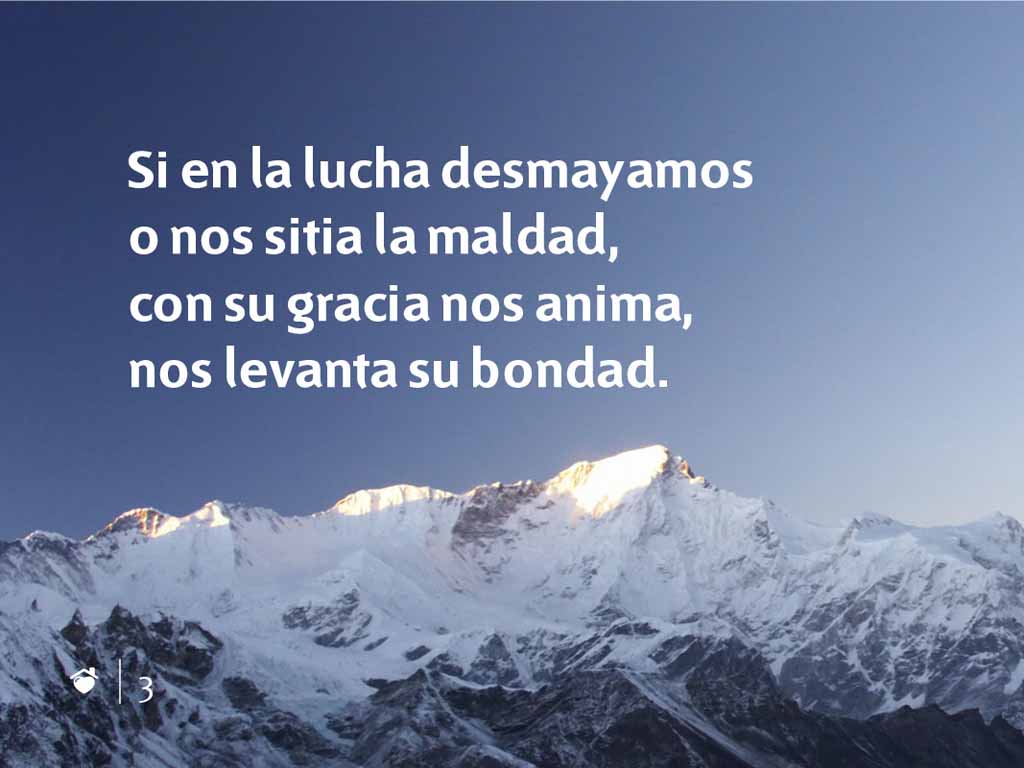 Si en la lucha desmayamos
o nos sitia la maldad,
con su gracia nos anima,
nos levanta su bondad.
3